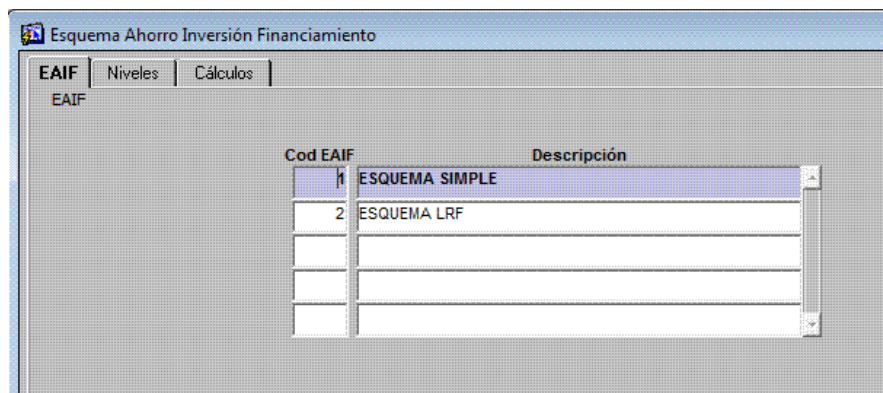 Esquema Ahorro Inversión Financiamiento
EAIF Niveles Cálculos
EAIF
Cod EAIF Descripción
1 ESQUEMA SIMPLE
2 ESQUEMA LRF